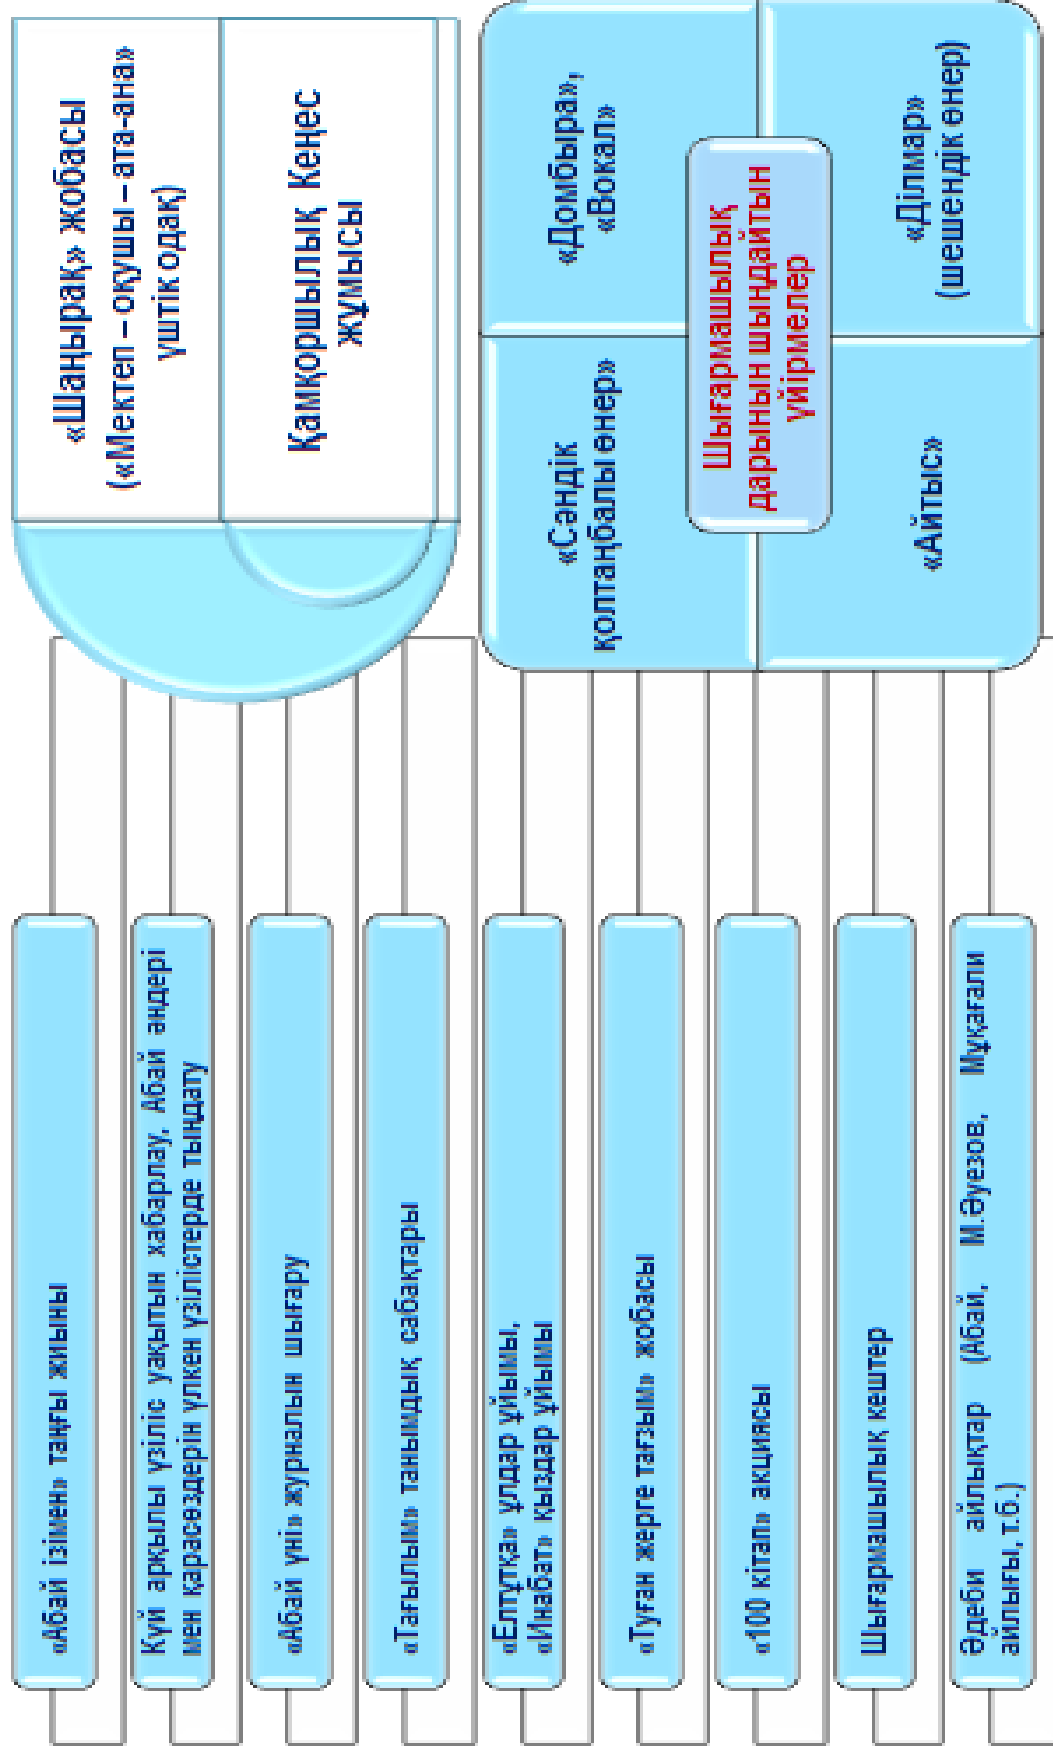 «Абай ізімен» таңғы жиыны
Күй арқылы үзіліс уақытын хабарлау, Абай әндері
мен қарасөздерін үлкен үзілістерде тыңдату
«Абай үні» журналын шығару
«Тағылым» танымдық сабақтары
«Елтұтқа» ұлдар ұйымы,
«Инабат» қыздар ұйымы
«Туған жерге тағзым» жобасы
«100 кітап» акциясы
Шығармашылық кештер
Әдеби айлықтар (Абай, М.Әуезов, Мұқағали
айлығы, т.б.)
«Шаңырақ» жобасы
(«Мектеп – оқушы – ата-ана»
үштік одақ)
Қамқоршылық Кеңес
жұмысы
«Сәндік
қолтаңбалы өнер»
«Домбыра»,
«Вокал»
Шығармашылық
дарынын шыңдайтын
үйірмелер
«Айтыс»
«Ділмар»
(шешендік өнер)